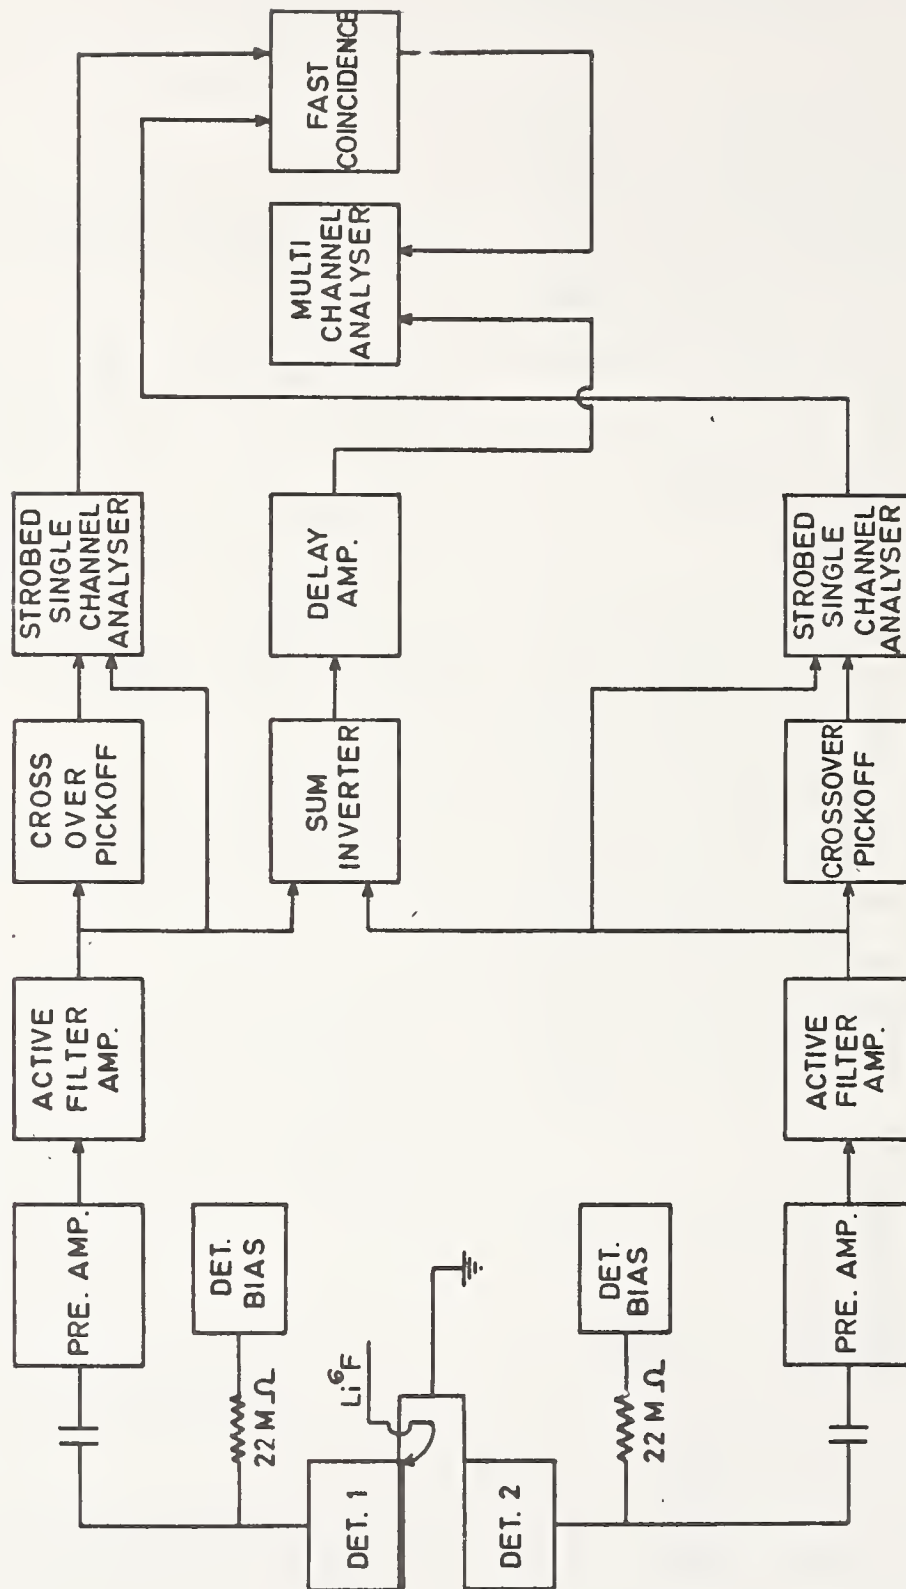 PRE. AMP.
ACTIVE
FILTER
AMP.
CROSS
OVER
PICKOFF
STROBED
SINGLE
CHANNEL
ANALYSER
DET.
BIAS
22 MΩ
DET. 1
Li⁶F
DET. 2
22 MΩ
DET.
BIAS
SUM
INVERTER
DELAY
AMP.
MULTI
CHANNEL
ANALYSER
FAST
COINCIDENCE
PRE. AMP.
ACTIVE
FILTER
AMP.
CROSSOVER
PICKOFF
STROBED
SINGLE
CHANNEL
ANALYSER